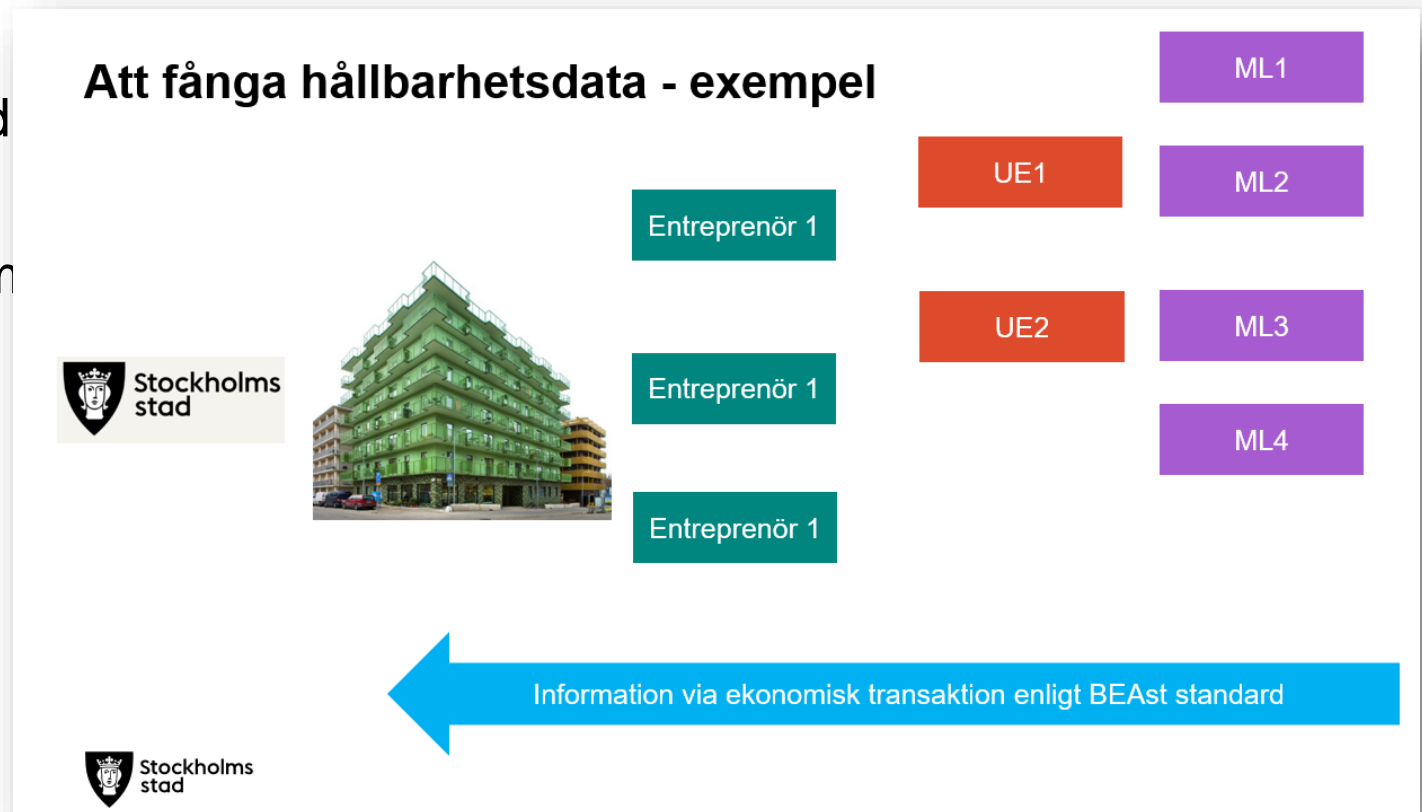 Att fånga hållbarhetsdata - exempel
ML1
UE1
ML2
Entreprenör 1
UE2
ML3
Stockholms
stad
Entreprenör 1
ML4
Entreprenör 1
Information via ekonomisk transaktion enligt BEAst standard
Stockholms
stad